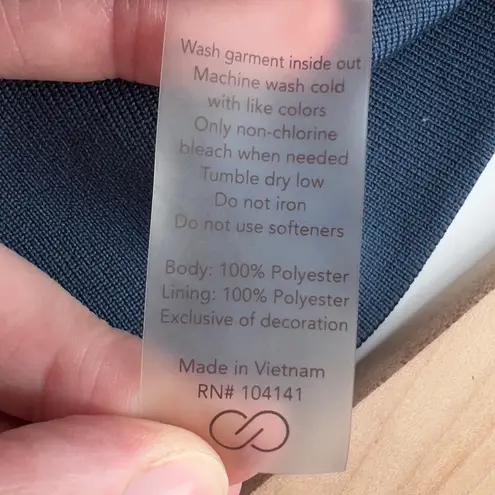 Wash garment inside out
Machine wash cold
with like colors
Only non-chlorine
bleach when needed
Tumble dry low
Do not iron
Do not use softeners
Body: 100% Polyester
Lining: 100% Polyester
Exclusive of decoration
Made in Vietnam
RN# 104141